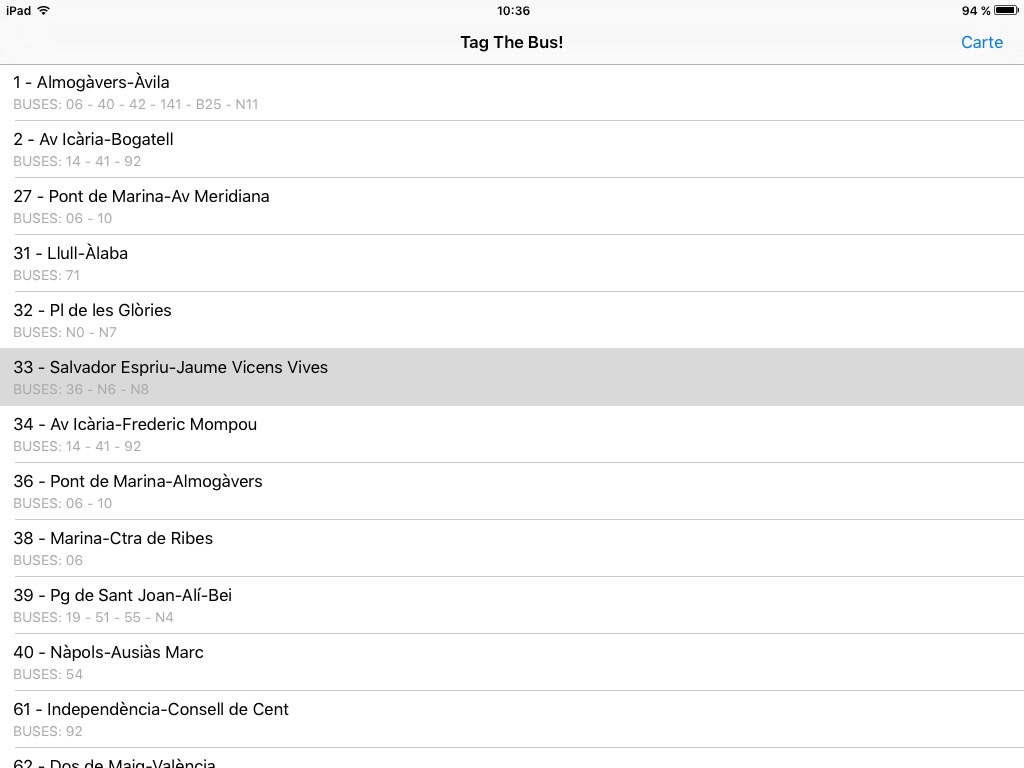 iPad 10:36 94 %
Tag The Bus! Carte
1 - Almogàvers-Àvila
BUSES: 06 - 40 - 42 - 141 - B25 - N11
2 - Av Icària-Bogatell
BUSES: 14 - 41 - 92
27 - Pont de Marina-Av Meridiana
BUSES: 06 - 10
31 - Llull-Àlaba
BUSES: 71
32 - Pl de les Glòries
BUSES: N0 - N7
33 - Salvador Espriu-Jaume Vicens Vives
BUSES: 36 - N6 - N8
34 - Av Icària-Frederic Mompou
BUSES: 14 - 41 - 92
36 - Pont de Marina-Almogàvers
BUSES: 06 - 10
38 - Marina-Ctra de Ribes
BUSES: 06
39 - Pg de Sant Joan-Alí-Bei
BUSES: 19 - 51 - 55 - N4
40 - Nàpols-Ausiàs Marc
BUSES: 54
61 - Independència-Consell de Cent
BUSES: 92
62 - Dos de Maig-València